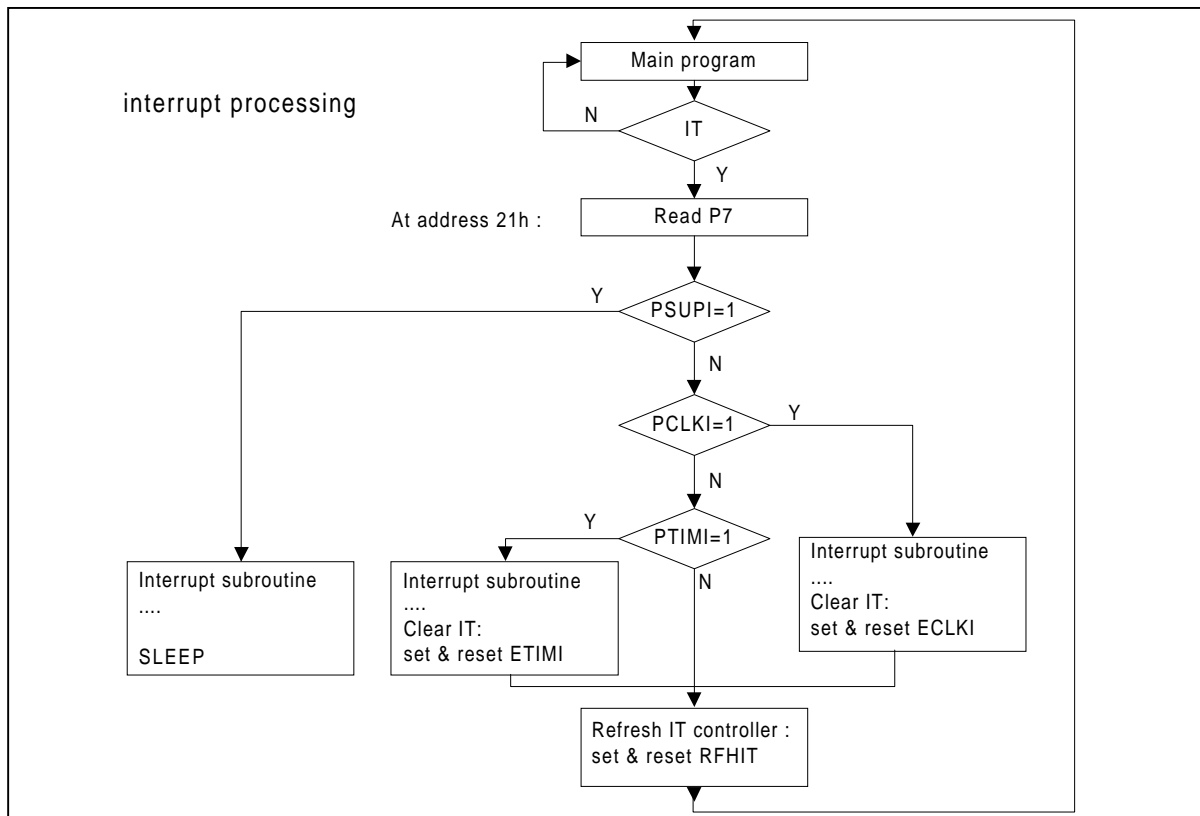 Main program
interrupt processing
N
IT
Y
At address 21h :
Read P7
Y
PSUPI=1
N
PCLKI=1
Y
N
Y
PTIMI=1
N
Interrupt subroutine
....
SLEEP
Interrupt subroutine
....
Clear IT:
set & reset ETIMI
Interrupt subroutine
....
Clear IT:
set & reset ECLKI
Refresh IT controller :
set & reset RFHIT